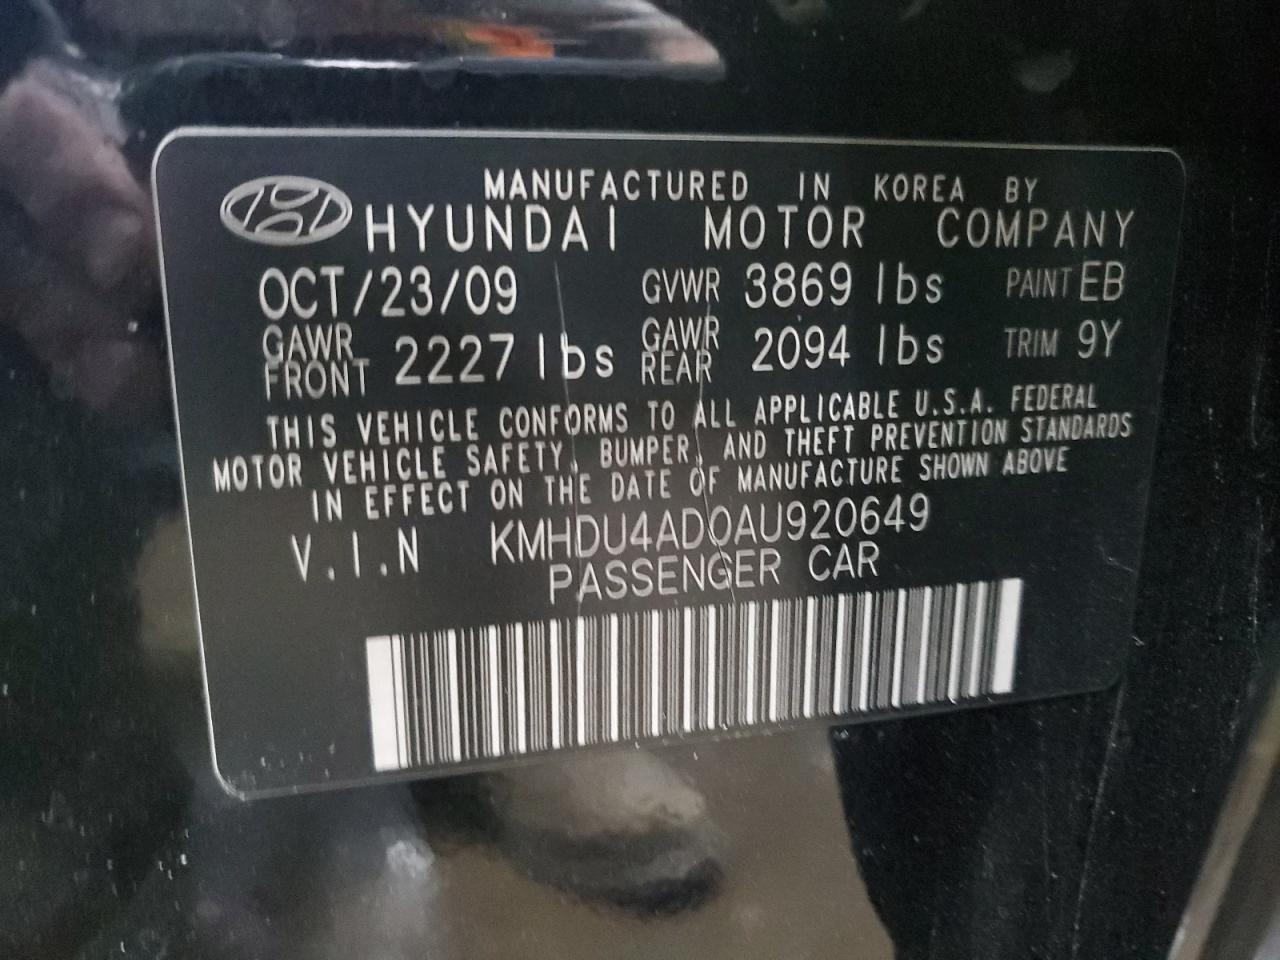 MANUFACTURED IN KOREA BY
HYUNDAI MOTOR COMPANY
OCT/23/09 GVWR 3869 lbs PAINT EB
GAWR FRONT 2227 lbs GAWR REAR 2094 lbs TRIM 9Y
THIS VEHICLE CONFORMS TO ALL APPLICABLE U.S.A. FEDERAL
MOTOR VEHICLE SAFETY, BUMPER, AND THEFT PREVENTION STANDARDS
IN EFFECT ON THE DATE OF MANUFACTURE SHOWN ABOVE
V.I.N KMHDU4AD0AU920649
PASSENGER CAR